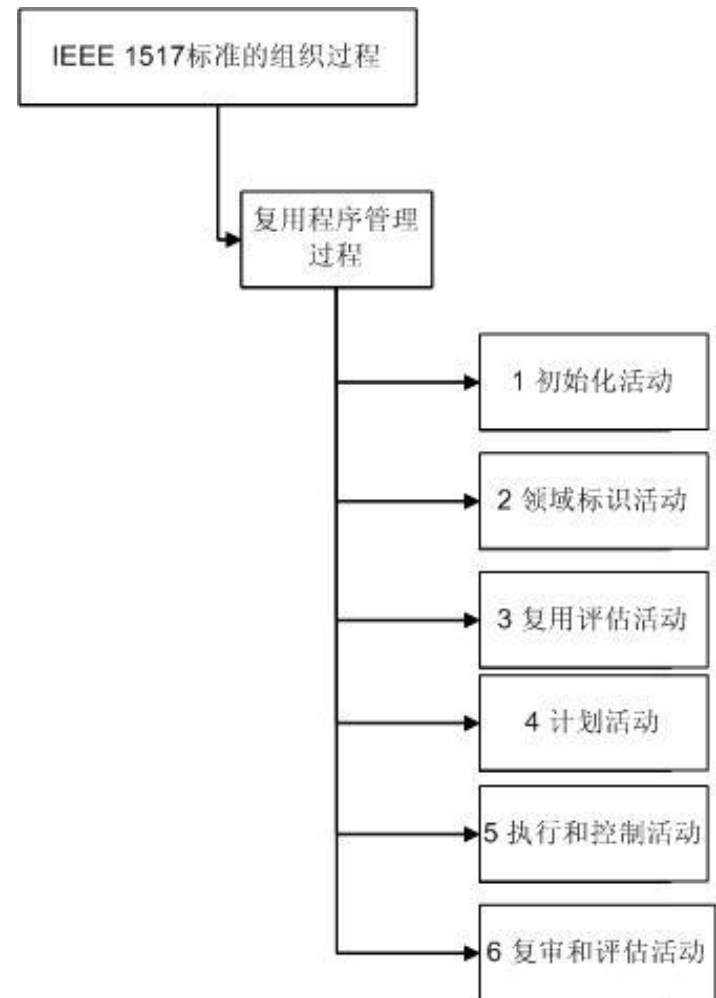 IEEE 1517标准的组织过程
复用程序管理
过程
1 初始化活动
2 领域标识活动
3 复用评估活动
4 计划活动
5 执行和控制活动
6 复审和评估活动